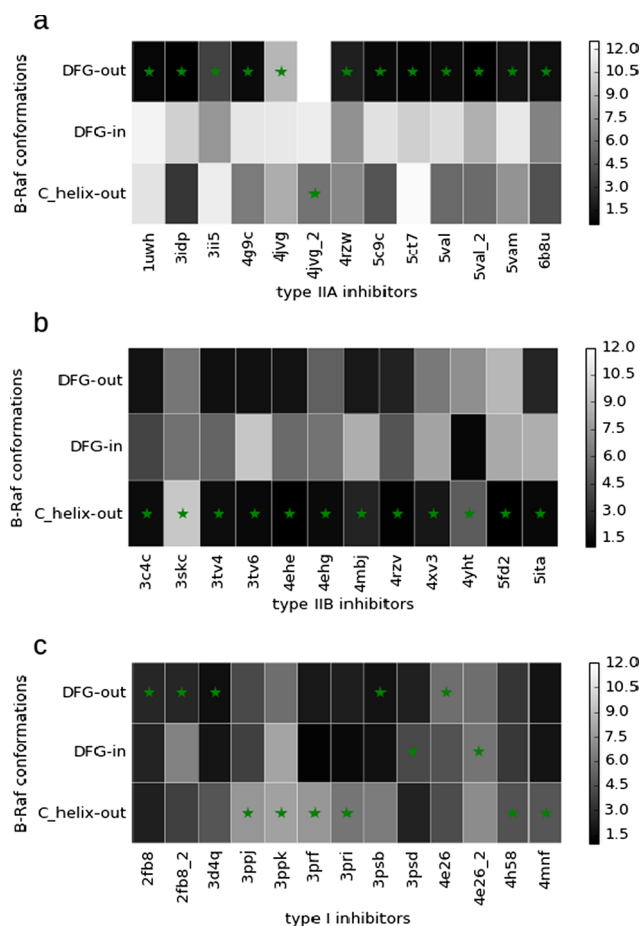 a
DFG-out
DFG-in
C_helix-out
B-Raf conformations
1uwh 3idp 3ii5 4g9c 4jvg 4jvg_2 4rzw 5c9c 5ct7 5val 5val_2 5vam 6b8u
type IIA inhibitors
12.0
10.5
9.0
7.5
6.0
4.5
3.0
1.5
b
DFG-out
DFG-in
C_helix-out
B-Raf conformations
3c4c 3skc 3tv4 3tv6 4ehe 4ehg 4mbj 4rzv 4xv3 4yht 5fd2 5ita
type IIB inhibitors
12.0
10.5
9.0
7.5
6.0
4.5
3.0
1.5
c
DFG-out
DFG-in
C_helix-out
B-Raf conformations
2fb8 2fb8_2 3d4q 3ppj 3ppk 3prf 3pri 3psb 3psd 4e26 4e26_2 4h58 4mnf
type I inhibitors
12.0
10.5
9.0
7.5
6.0
4.5
3.0
1.5